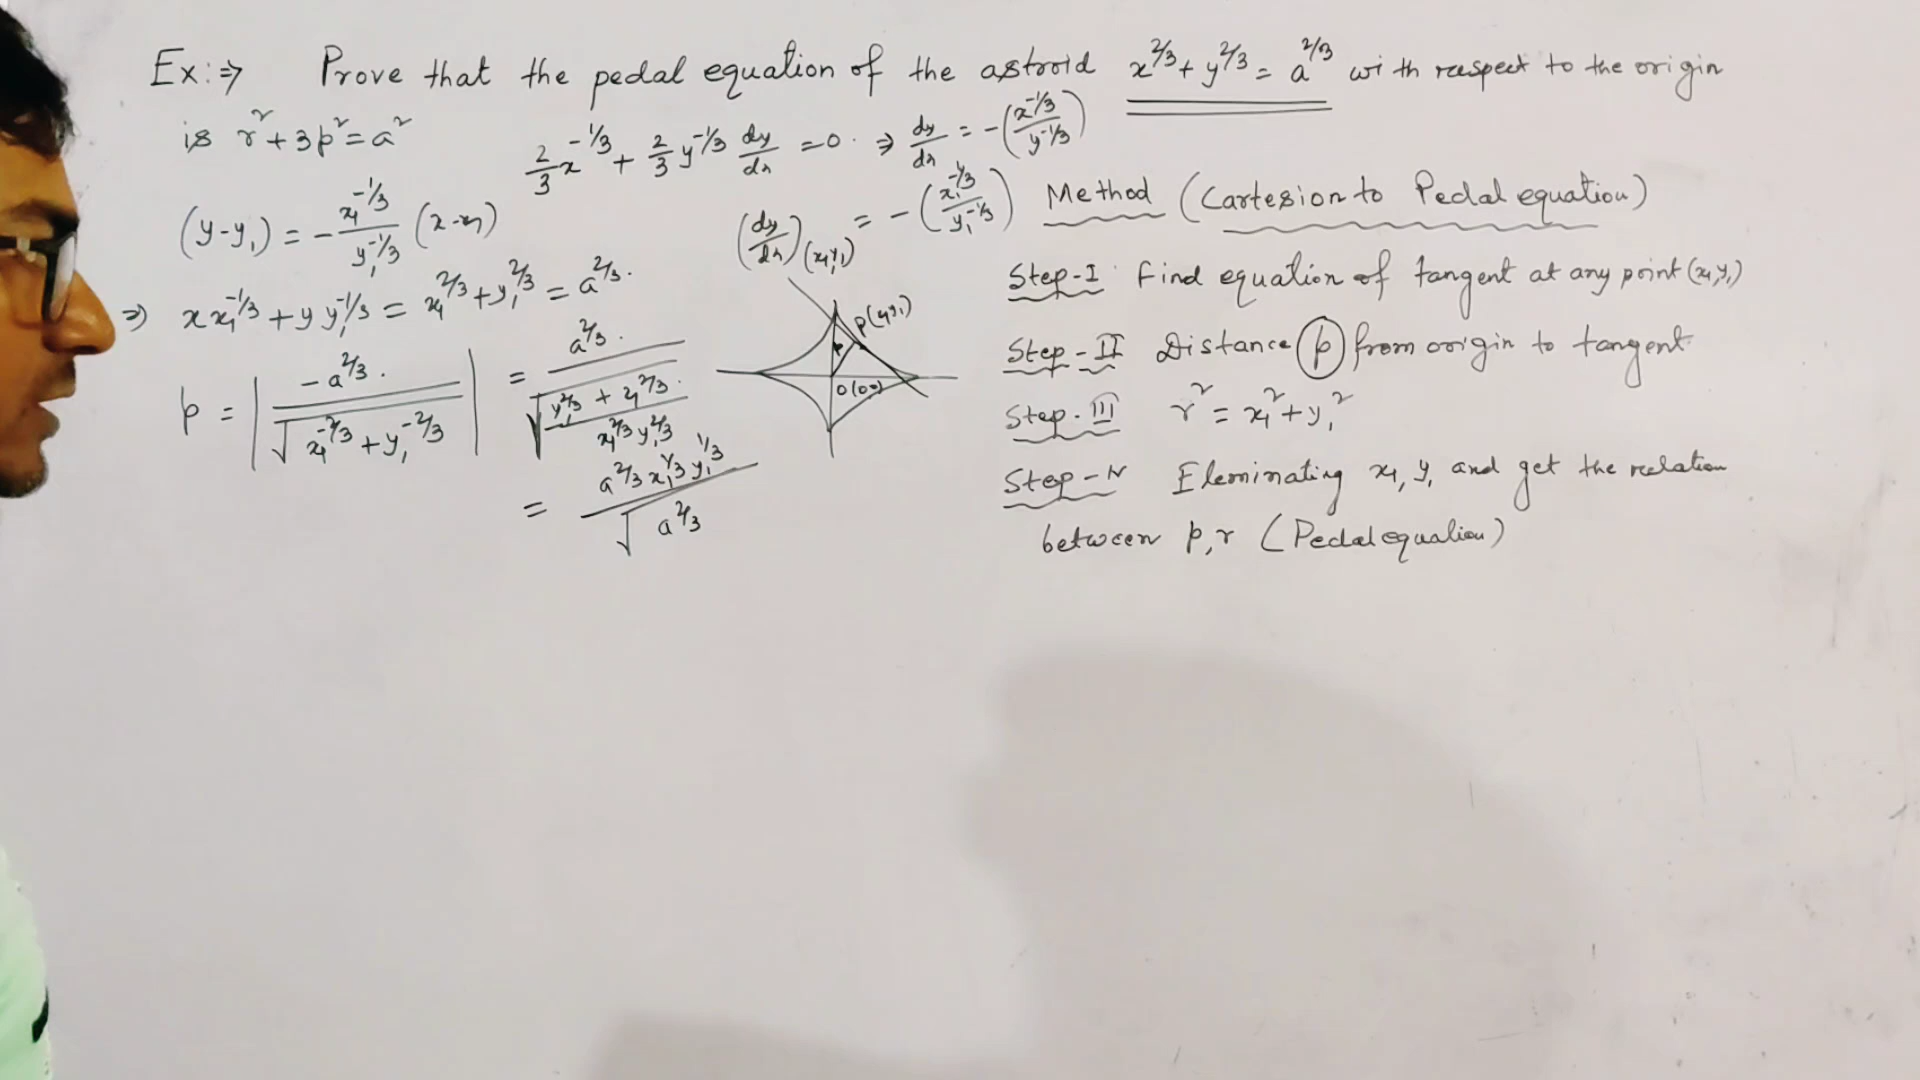 Ex:⇒ Prove that the pedal equation of the astroid x^{2/3} + y^{2/3} = a^{2/3} with respect to the origin
is r² + 3p² = a²
2/3 x^{-1/3} + 2/3 y^{-1/3} dy/dx = 0. ⇒ dy/dx = -(x^{-1/3}/y^{-1/3})
(dy/dx)_{(x₁,y₁)} = -(x₁^{-1/3}/y₁^{-1/3})
(y-y₁) = - x₁^{-1/3}/y₁^{-1/3} (x-x₁)
⇒ x x₁^{-1/3} + y y₁^{-1/3} = x₁^{2/3} + y₁^{2/3} = a^{2/3}.
p = | -a^{2/3}. / √(x₁^{-2/3} + y₁^{-2/3}) | = a^{2/3}. / √((y₁^{2/3} + x₁^{2/3}.)/(x₁^{2/3} y₁^{2/3}))
= a^{2/3} x₁^{1/3} y₁^{1/3} / √(a^{2/3})
P(x₁,y₁)
p
O(0,0)
Method (Cartesion to Pedal equation)
Step-I Find equation of tangent at any point (x₁,y₁)
Step-II Distance p from origin to tangent
Step-III r² = x₁² + y₁²
Step-IV Eleminating x₁, y₁ and get the relation
between p,r (Pedal equation)